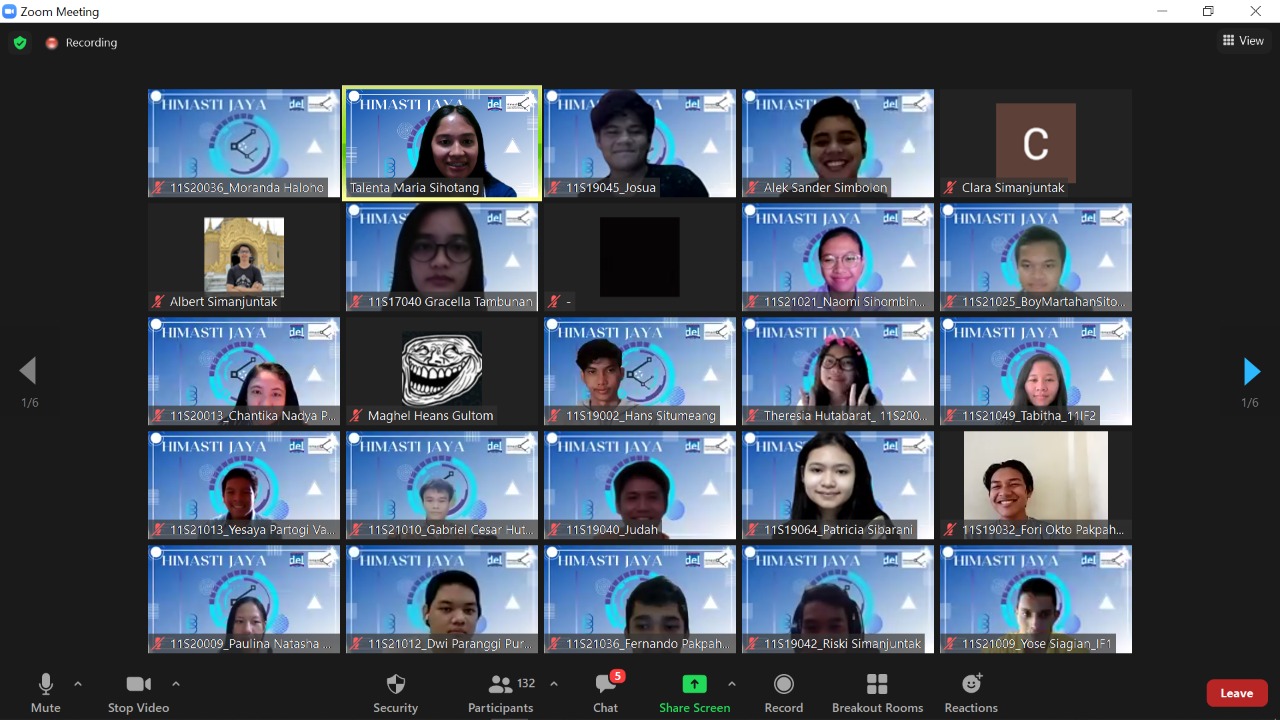 Zoom Meeting
Recording
View
HIMASTI JAYA
del
11S20036_Moranda Haloho
HIMASTI JAYA
del
Talenta Maria Sihotang
HIMASTI JAYA
del
11S19045_Josua
HIMASTI JAYA
del
Alek Sander Simbolon
C
Clara Simanjuntak
Albert Simanjuntak
HIMASTI JAYA
del
11S17040 Gracella Tambunan
-
HIMASTI JAYA
del
11S21021_Naomi Sihombin...
HIMASTI JAYA
del
11S21025_BoyMartahanSito...
1/6
HIMASTI JAYA
del
11S20013_Chantika Nadya P...
Maghel Heans Gultom
HIMASTI JAYA
del
11S19002_Hans Situmeang
HIMASTI JAYA
del
Theresia Hutabarat_ 11S200...
HIMASTI JAYA
del
11S21049_Tabitha_11IF2
1/6
HIMASTI JAYA
del
11S21013_Yesaya Partogi Va...
HIMASTI JAYA
del
11S21010_Gabriel Cesar Hut...
HIMASTI JAYA
del
11S19040_Judah
HIMASTI JAYA
del
11S19064_Patricia Sibarani
11S19032_Fori Okto Pakpah...
HIMASTI JAYA
del
11S20009_Paulina Natasha ...
HIMASTI JAYA
del
11S21012_Dwi Paranggi Pur...
HIMASTI JAYA
del
11S21036_Fernando Pakpah...
HIMASTI JAYA
del
11S19042_Riski Simanjuntak
HIMASTI JAYA
del
11S21009_Yose Siagian_IF1
Mute
Stop Video
Security
132
Participants
5
Chat
Share Screen
Record
Breakout Rooms
Reactions
Leave